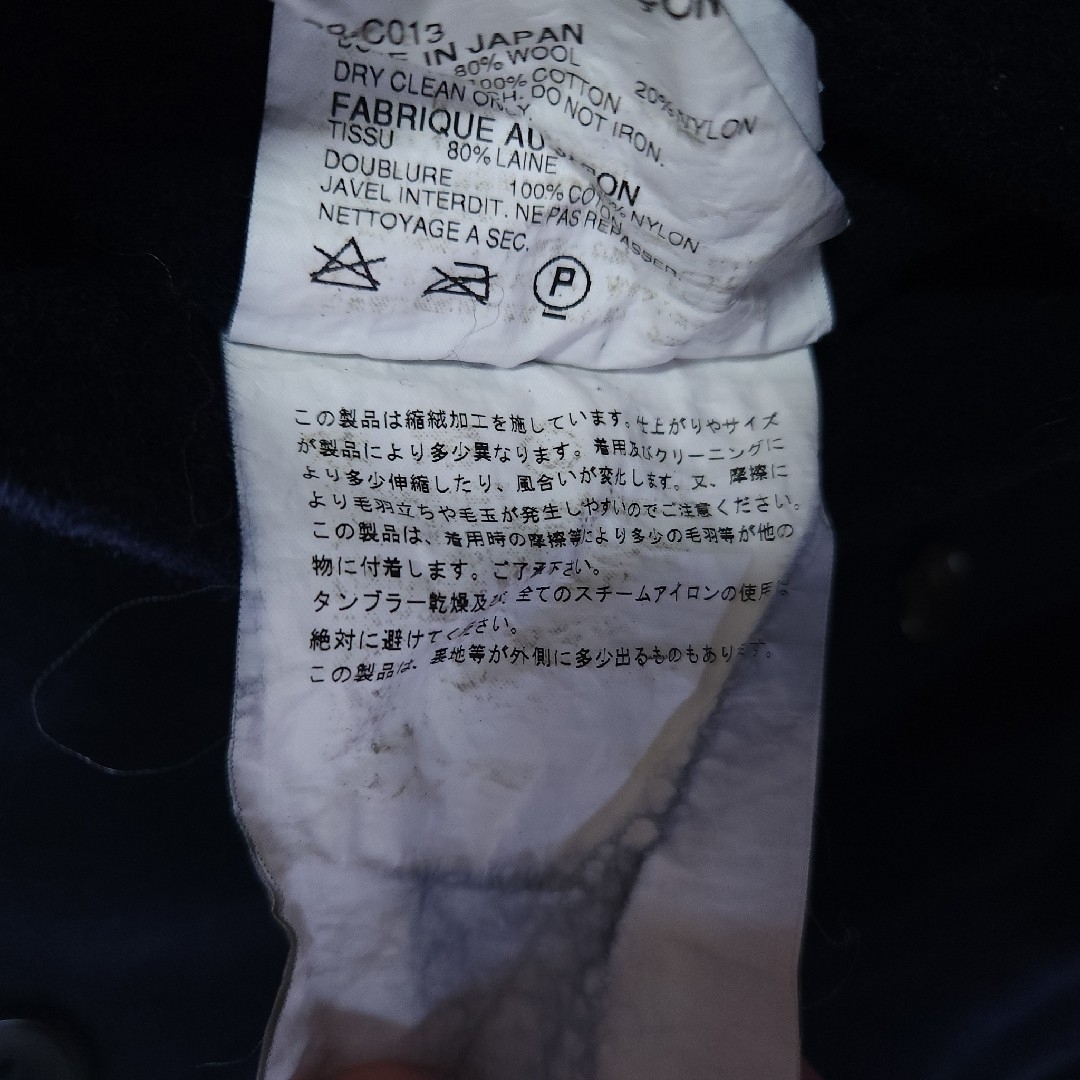 -C013
IN JAPAN
80% WOOL 20% NYLON
100% COTTON
DRY CLEAN ONLY. DO NOT IRON.
FABRIQUE AU
TISSU 80% LAINE NYLON
DOUBLURE 100%
JAVEL INTERDIT. NE PAS REPASSER.
NETTOYAGE A SEC.
P
この製品は縮絨加工を施しています。仕上がりやサイズ
が製品により多少異なります。着用及びクリーニングに
より多少伸縮したり、風合いが変化します。又、摩擦に
より毛羽立ちや毛玉が発生しやすいのでご注意ください。
この製品は、着用時の摩擦等により多少の毛羽等が他の
物に付着します。ご了承下さい。
タンブラー乾燥及び、全てのスチームアイロンの使用は
絶対に避けてください。
この製品は、裏地等が外側に多少出るものもあります。